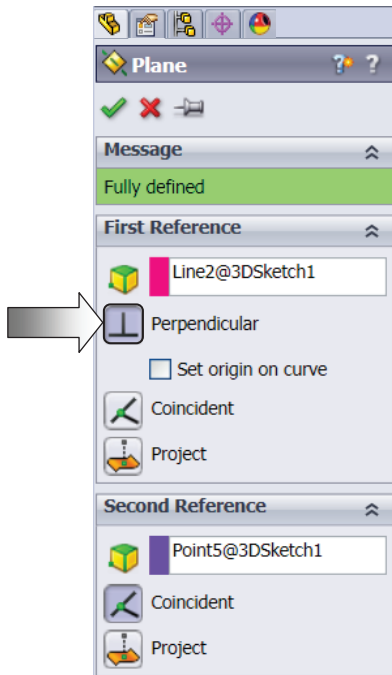 Plane
Message
Fully defined
First Reference
Line2@3DSketch1
Perpendicular
Set origin on curve
Coincident
Project
Second Reference
Point5@3DSketch1
Coincident
Project